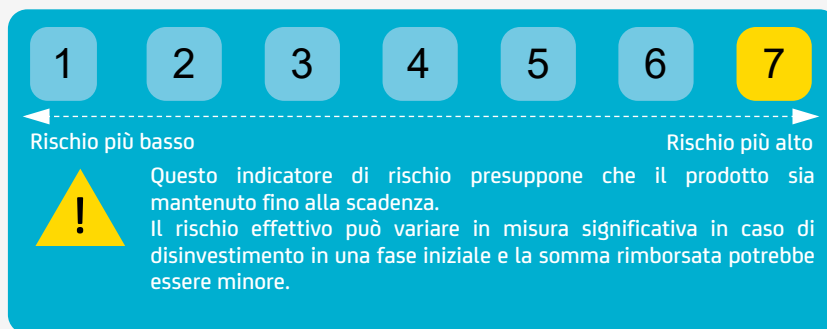 1 2 3 4 5 6 7
Rischio più basso Rischio più alto
!
Questo indicatore di rischio presuppone che il prodotto sia
mantenuto fino alla scadenza.
Il rischio effettivo può variare in misura significativa in caso di
disinvestimento in una fase iniziale e la somma rimborsata potrebbe
essere minore.